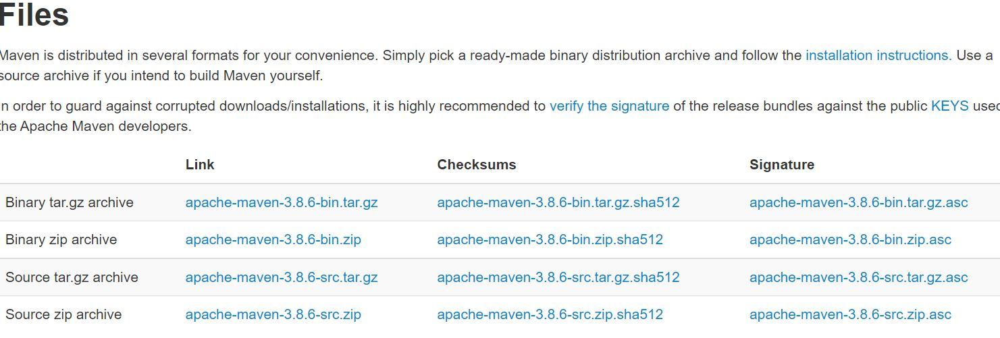 Files
Maven is distributed in several formats for your convenience. Simply pick a ready-made binary distribution archive and follow the installation instructions. Use a
source archive if you intend to build Maven yourself.
n order to guard against corrupted downloads/installations, it is highly recommended to verify the signature of the release bundles against the public KEYS used
the Apache Maven developers.
Link Checksums Signature
Binary tar.gz archive apache-maven-3.8.6-bin.tar.gz apache-maven-3.8.6-bin.tar.gz.sha512 apache-maven-3.8.6-bin.tar.gz.asc
Binary zip archive apache-maven-3.8.6-bin.zip apache-maven-3.8.6-bin.zip.sha512 apache-maven-3.8.6-bin.zip.asc
Source tar.gz archive apache-maven-3.8.6-src.tar.gz apache-maven-3.8.6-src.tar.gz.sha512 apache-maven-3.8.6-src.tar.gz.asc
Source zip archive apache-maven-3.8.6-src.zip apache-maven-3.8.6-src.zip.sha512 apache-maven-3.8.6-src.zip.asc